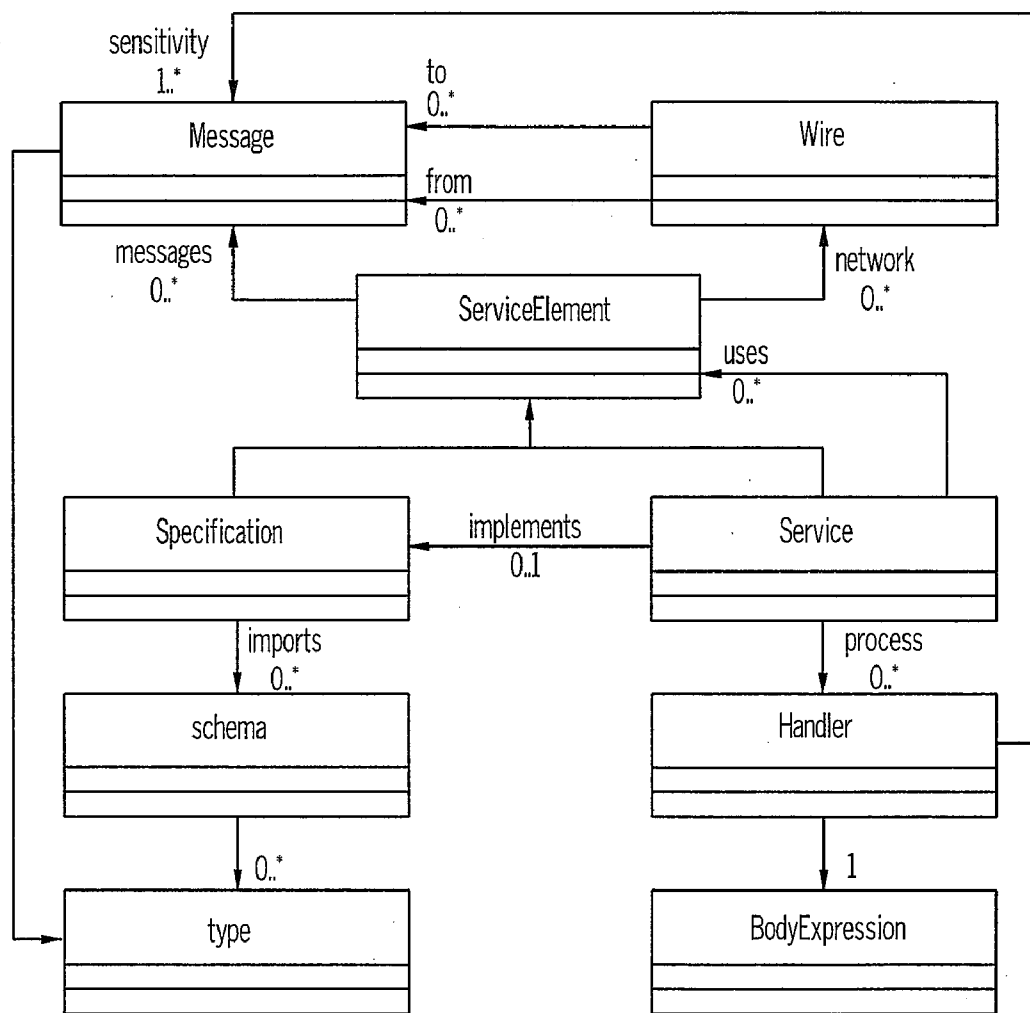 sensitivity
1..*
to
0..*
Message
Wire
from
0..*
messages
0..*
network
0..*
ServiceElement
uses
0..*
Specification
implements
0..1
Service
imports
0..*
process
0..*
schema
Handler
0..*
1
type
BodyExpression